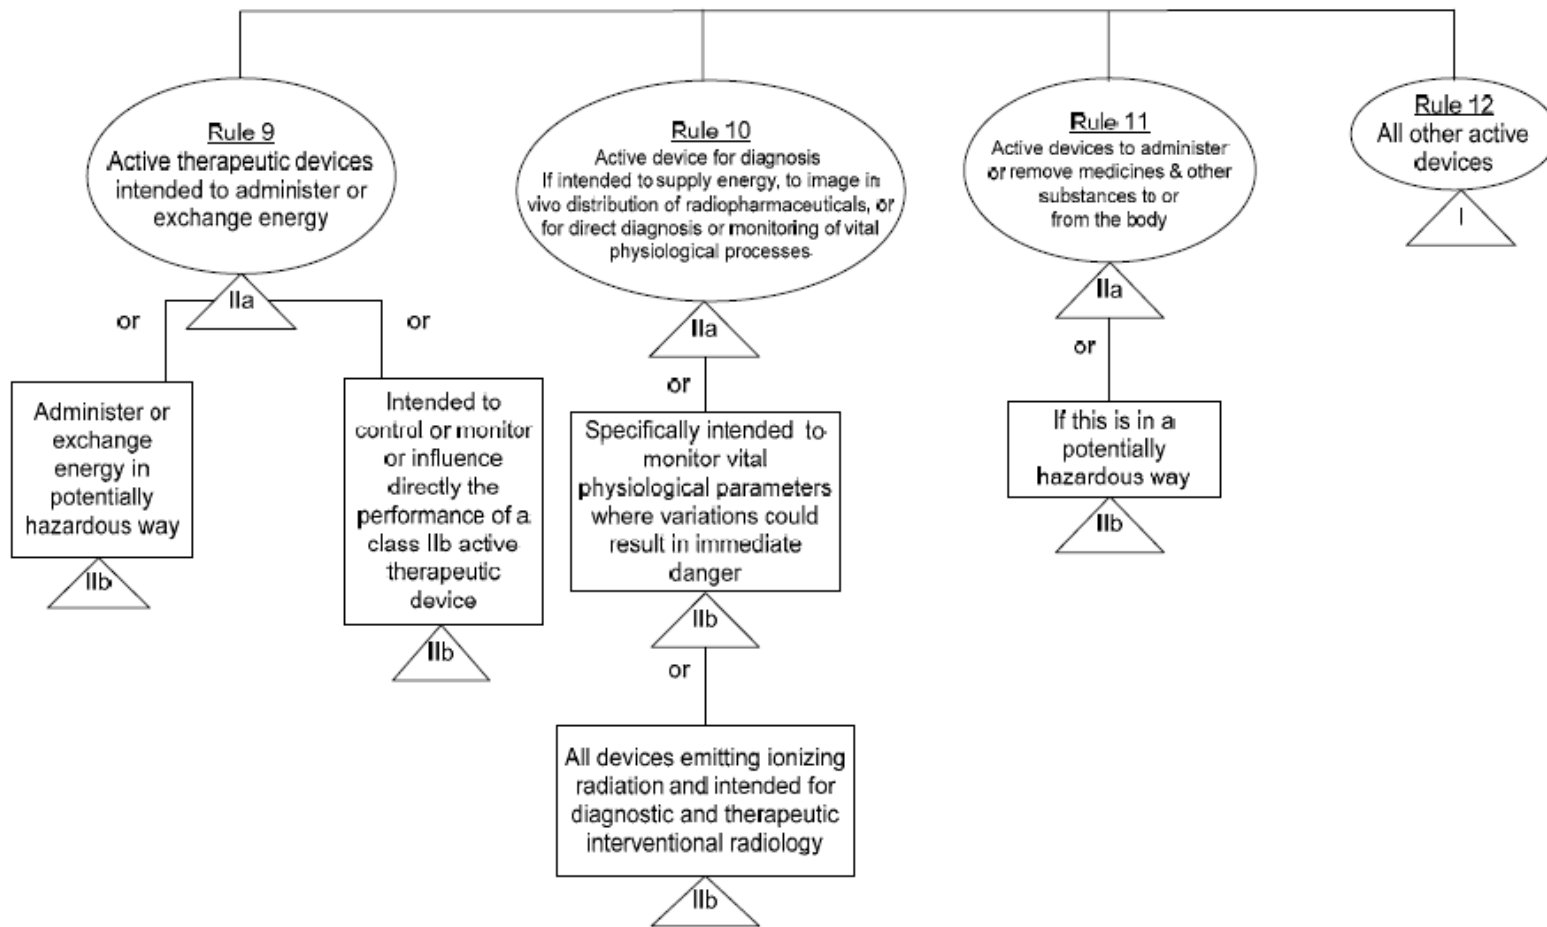 Rule 9
Active therapeutic devices
intended to administer or
exchange energy
IIa
or
or
Administer or
exchange
energy in
potentially
hazardous way
IIb
Intended to
control or monitor
or influence
directly the
performance of a
class IIb active
therapeutic
device
IIb
Rule 10
Active device for diagnosis
If intended to supply energy, to image in
vivo distribution of radiopharmaceuticals, or
for direct diagnosis or monitoring of vital
physiological processes
IIa
or
Specifically intended to
monitor vital
physiological parameters
where variations could
result in immediate
danger
IIb
or
All devices emitting ionizing
radiation and intended for
diagnostic and therapeutic
interventional radiology
IIb
Rule 11
Active devices to administer
or remove medicines & other
substances to or
from the body
IIa
or
If this is in a
potentially
hazardous way
IIb
Rule 12
All other active
devices
I